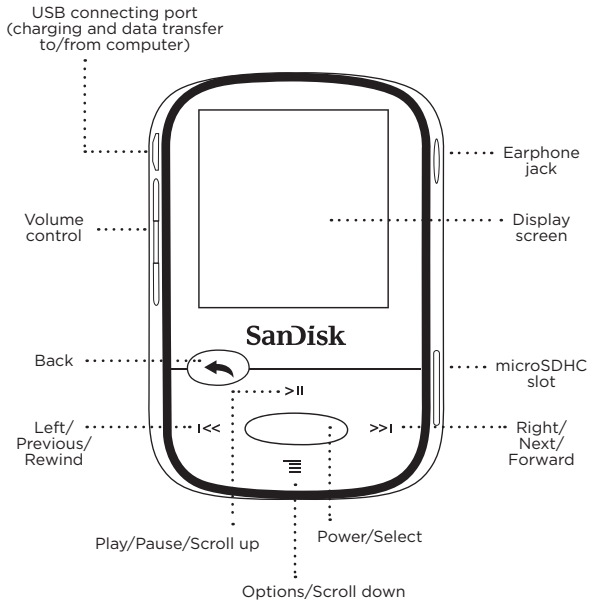 USB connecting port
(charging and data transfer
to/from computer)
Earphone
jack
Volume
control
Display
screen
SanDisk
Back
microSDHC
slot
>II
Left/
Previous/
Rewind
I<<
>>I
Right/
Next/
Forward
Play/Pause/Scroll up
Power/Select
Options/Scroll down